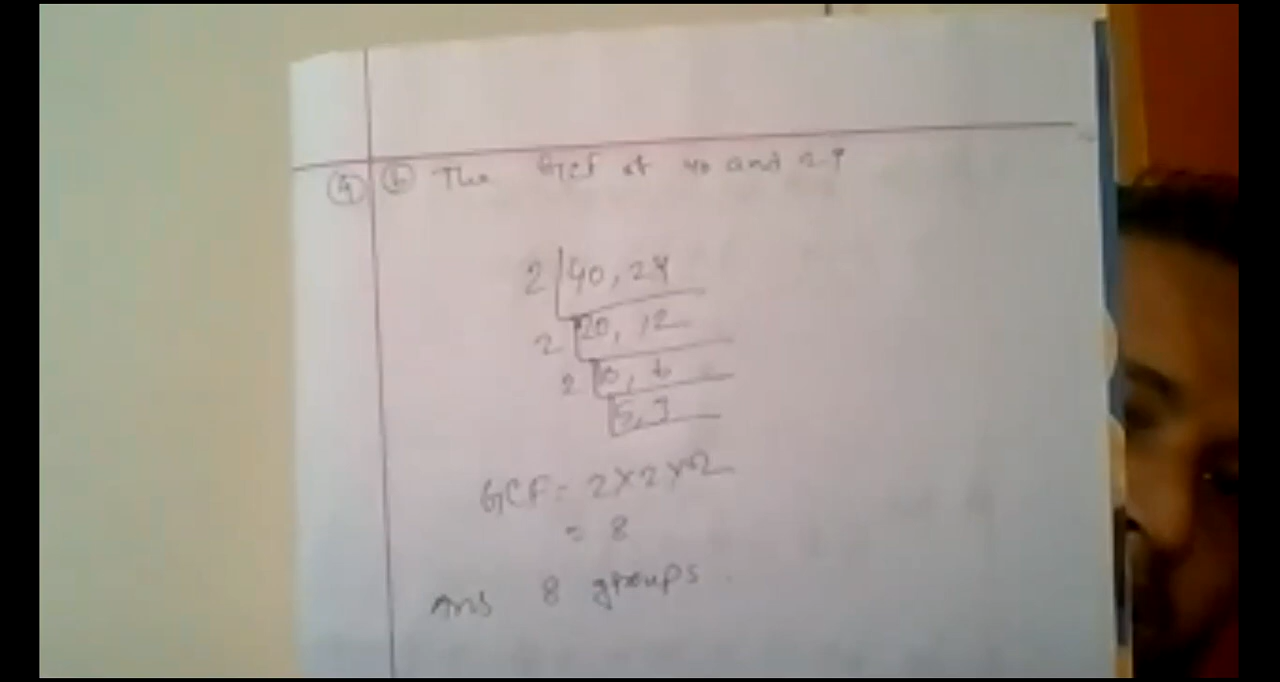 ④ ⓑ The GCF of 40 and 24
2 40, 24
2 20, 12
2 10, 6
5, 3
GCF = 2×2×2
= 8
Ans 8 groups.